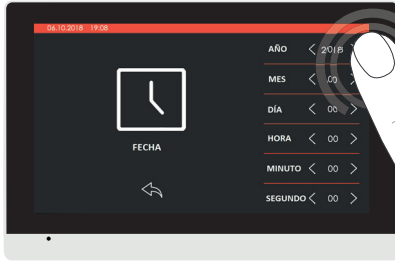 06.10.2018 19:08
AÑO 2018
MES 00
DÍA 00
HORA 00
FECHA
MINUTO 00
SEGUNDO 00